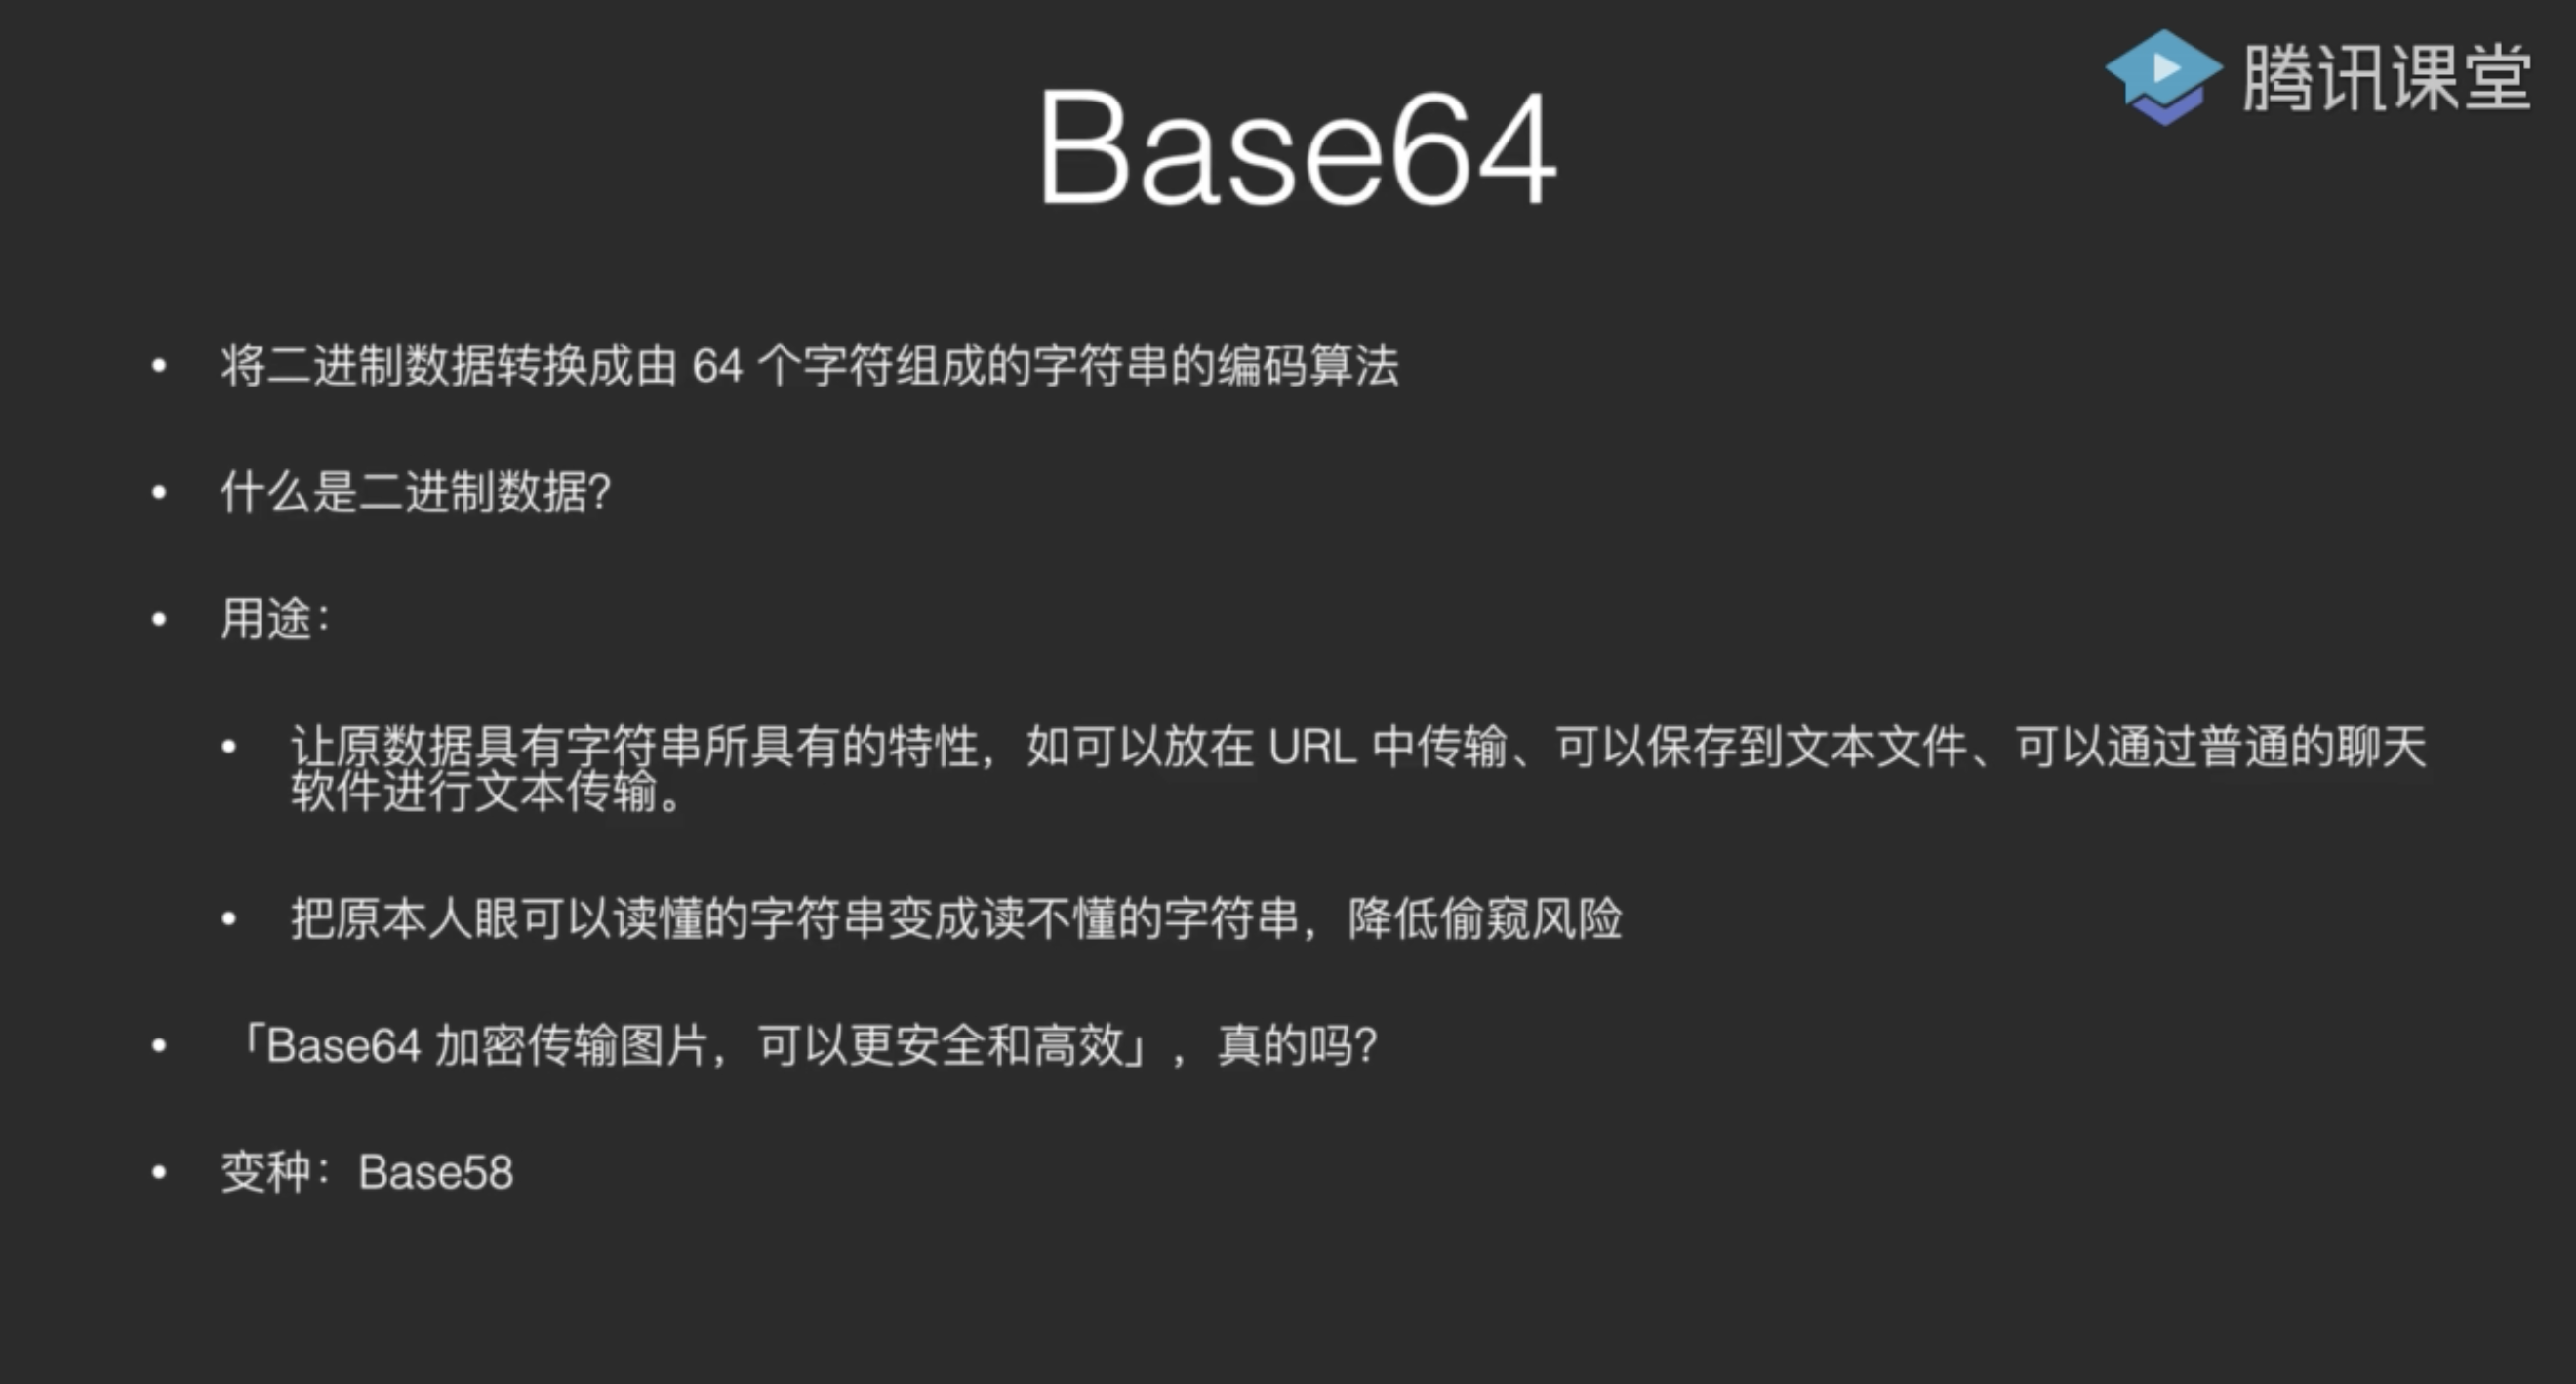 腾讯课堂
Base64
• 将二进制数据转换成由 64 个字符组成的字符串的编码算法
• 什么是二进制数据？
• 用途：
• 让原数据具有字符串所具有的特性，如可以放在 URL 中传输、可以保存到文本文件、可以通过普通的聊天
软件进行文本传输。
• 把原本人眼可以读懂的字符串变成读不懂的字符串，降低偷窥风险
• 「Base64 加密传输图片，可以更安全和高效」，真的吗？
• 变种：Base58